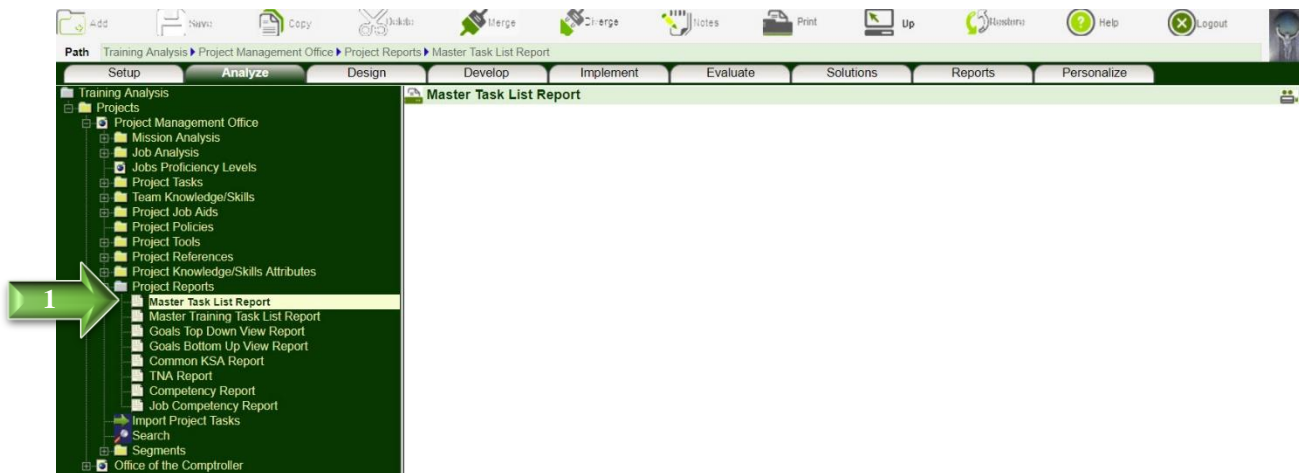 Add Save Copy Delete Merge Diverge Notes Print Up Restore Help Logout
Path Training Analysis Project Management Office Project Reports Master Task List Report
Setup Analyze Design Develop Implement Evaluate Solutions Reports Personalize
Training Analysis
Master Task List Report
Projects
Project Management Office
Mission Analysis
Job Analysis
Jobs Proficiency Levels
Project Tasks
Team Knowledge/Skills
Project Job Aids
Project Policies
Project Tools
Project References
Project Knowledge/Skills Attributes
Project Reports
1
Master Task List Report
Master Training Task List Report
Goals Top Down View Report
Goals Bottom Up View Report
Common KSA Report
TNA Report
Competency Report
Job Competency Report
Import Project Tasks
Search
Segments
Office of the Comptroller